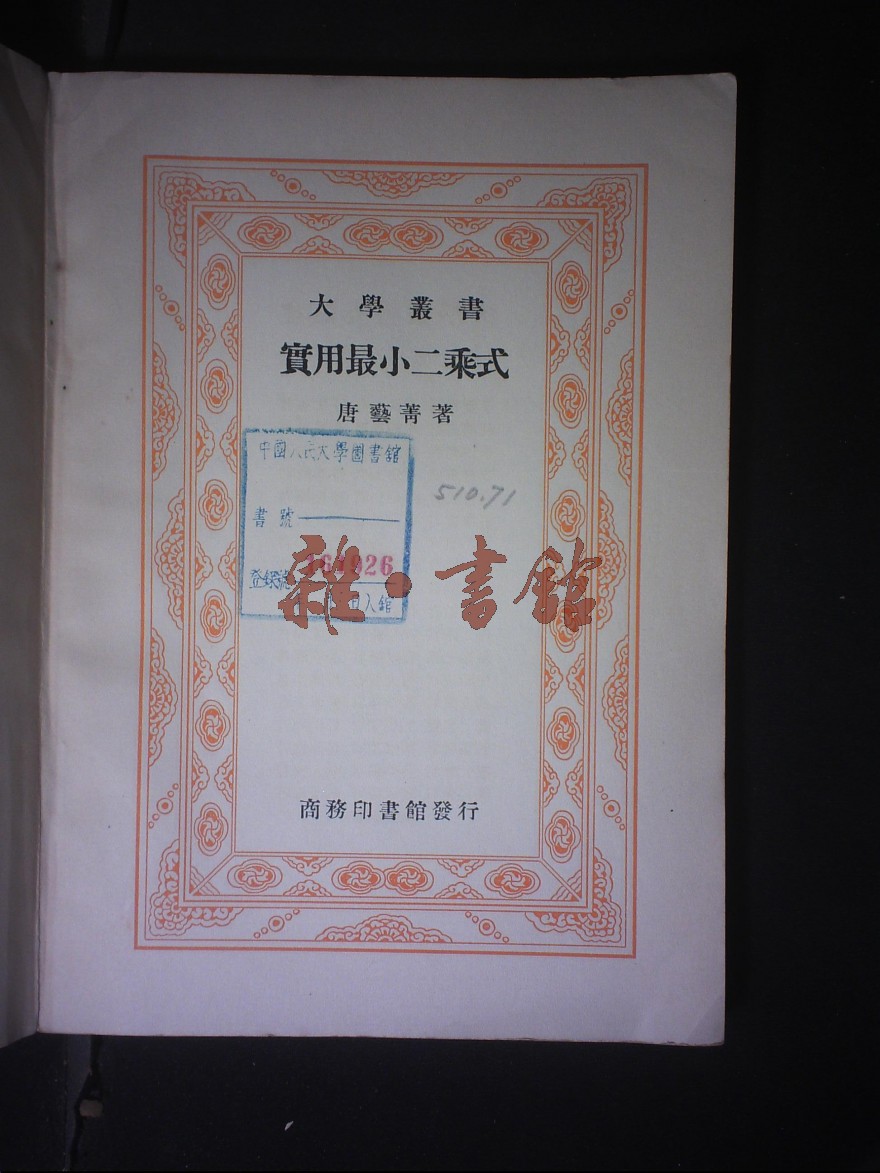 大學叢書
實用最小二乘式
唐藝菁著
中國人民大學圖書館
510.71
書號
登錄號
926
入館
雜·書館
商務印書館發行